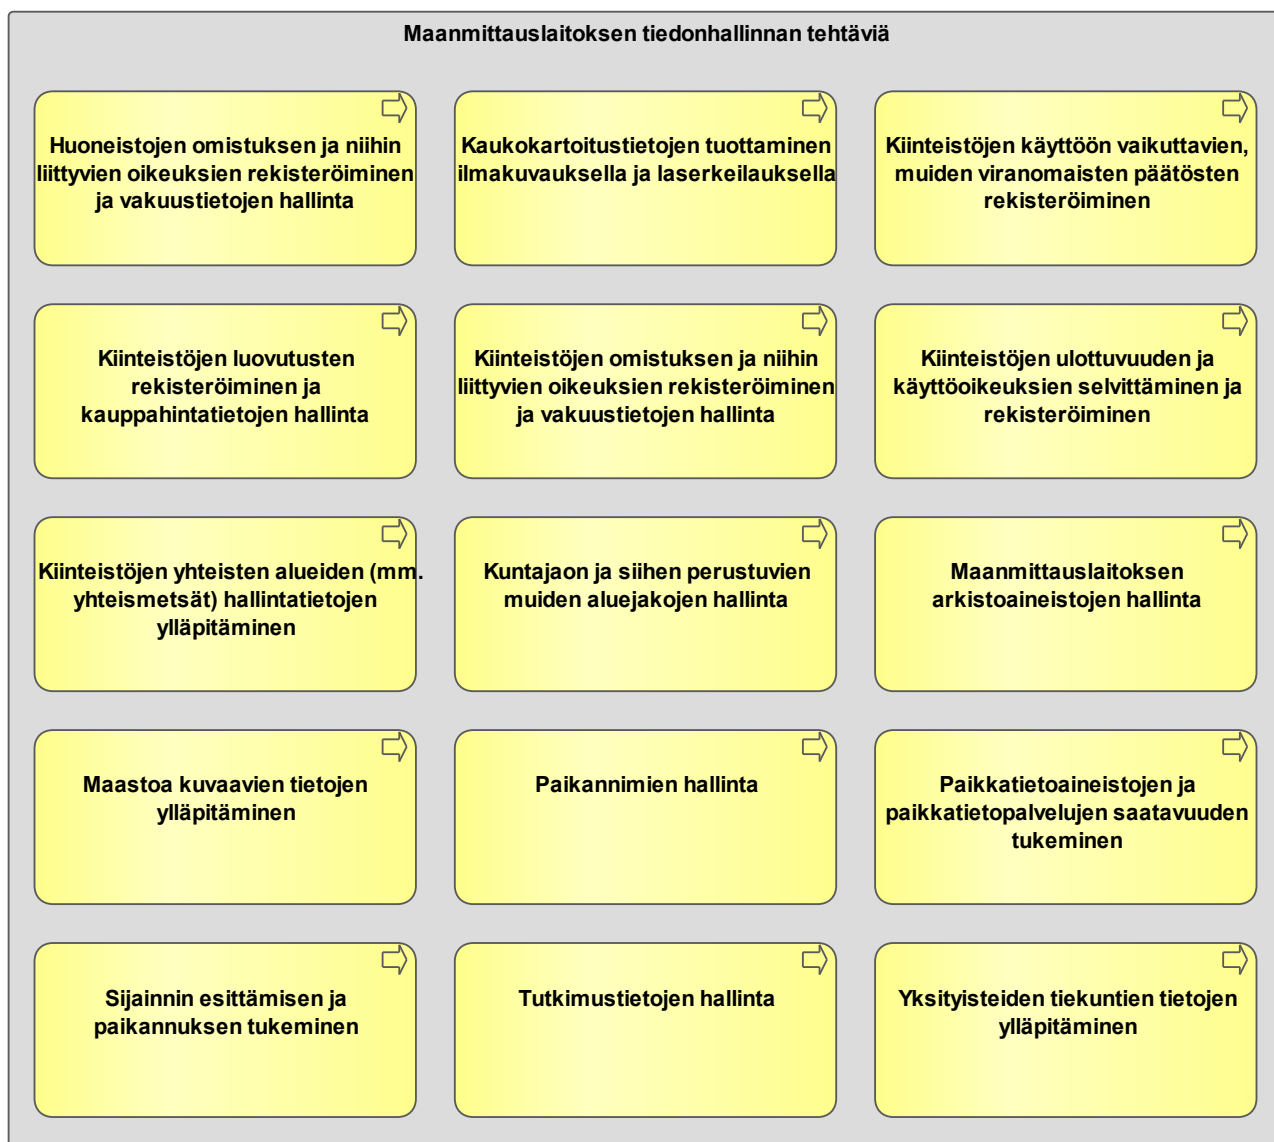 Maanmittauslaitoksen tiedonhallinnan tehtäviä
Huoneistojen omistuksen ja niihin
liittyvien oikeuksien rekisteröiminen
ja vakuustietojen hallinta
Kaukokartoitustietojen tuottaminen
ilmakuvauksella ja laserkeilauksella
Kiinteistöjen käyttöön vaikuttavien,
muiden viranomaisten päätösten
rekisteröiminen
Kiinteistöjen luovutusten
rekisteröiminen ja
kauppahintatietojen hallinta
Kiinteistöjen omistuksen ja niihin
liittyvien oikeuksien rekisteröiminen
ja vakuustietojen hallinta
Kiinteistöjen ulottuvuuden ja
käyttöoikeuksien selvittäminen ja
rekisteröiminen
Kiinteistöjen yhteisten alueiden (mm.
yhteismetsät) hallintatietojen
ylläpitäminen
Kuntajaon ja siihen perustuvien
muiden aluejakojen hallinta
Maanmittauslaitoksen
arkistoaineistojen hallinta
Maastoa kuvaavien tietojen
ylläpitäminen
Paikannimien hallinta
Paikkatietoaineistojen ja
paikkatietopalvelujen saatavuuden
tukeminen
Sijainnin esittämisen ja
paikannuksen tukeminen
Tutkimustietojen hallinta
Yksityisteiden tiekuntien tietojen
ylläpitäminen